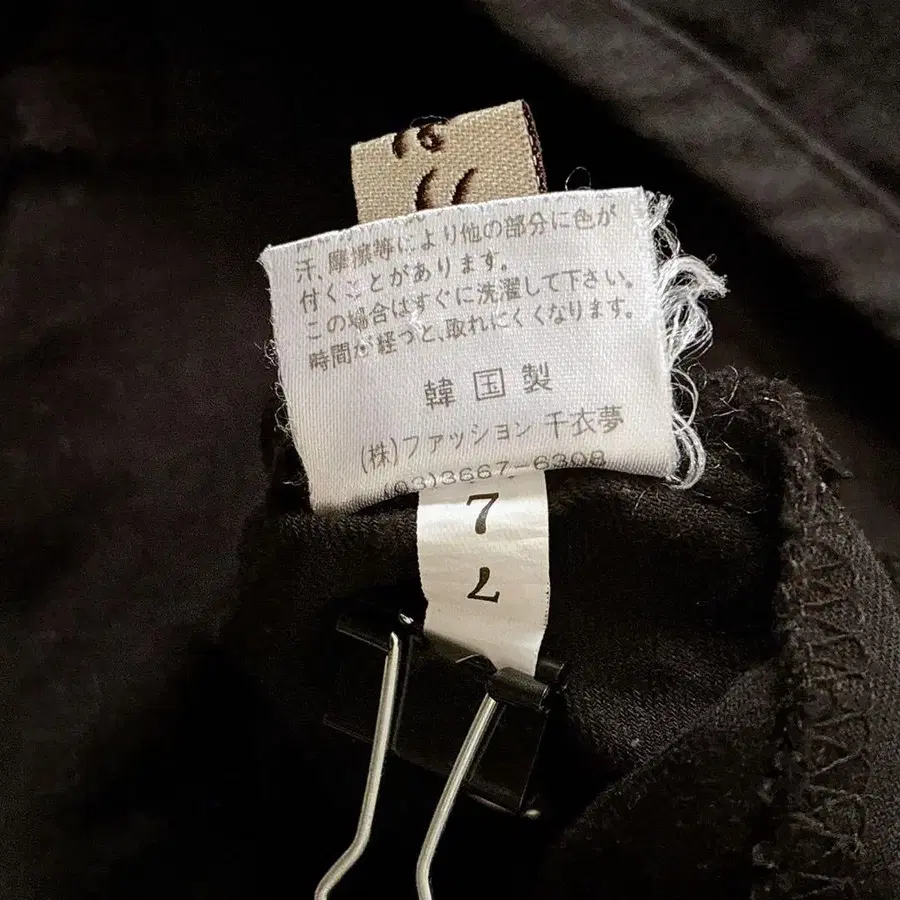 汗、摩擦等により他の部分に色が
付くことがあります。
この場合はすぐに洗濯して下さい。
時間が経つと、取れにくくなります。
韓国製
(株)ファッション 千衣夢
(03)3667-6308
7
7